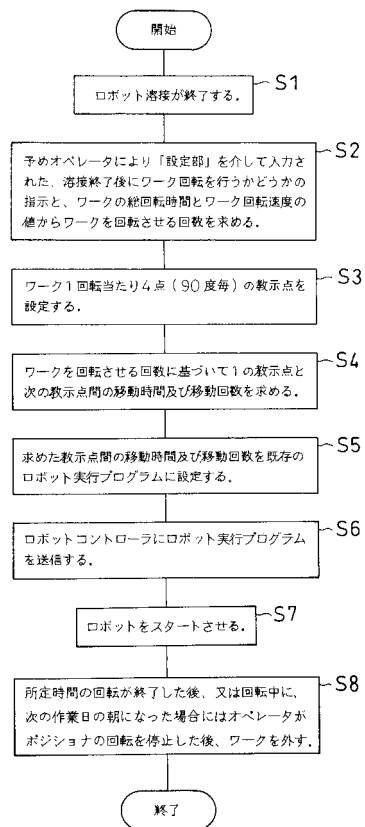 開始
S1
ロボット溶接が終了する.
S2
予めオペレータにより「設定部」を介して入力さ
れた、溶接終了後にワーク回転を行うかどうかの
指示と、ワークの総回転時間とワーク回転速度の
値からワークを回転させる回数を求める.
S3
ワーク1回転当たり4点(90度毎)の教示点を
設定する.
S4
ワークを回転させる回数に基づいて1の教示点と
次の教示点間の移動時間及び移動回数を求める.
S5
求めた教示点間の移動時間及び移動回数を既存の
ロボット実行プログラムに設定する.
S6
ロボットコントローラにロボット実行プログラム
を送信する.
S7
ロボットをスタートさせる.
S8
所定時間の回転が終了した後、又は回転中に、
次の作業日の朝になった場合にはオペレータが
ポジショナの回転を停止した後、ワークを外す.
終了